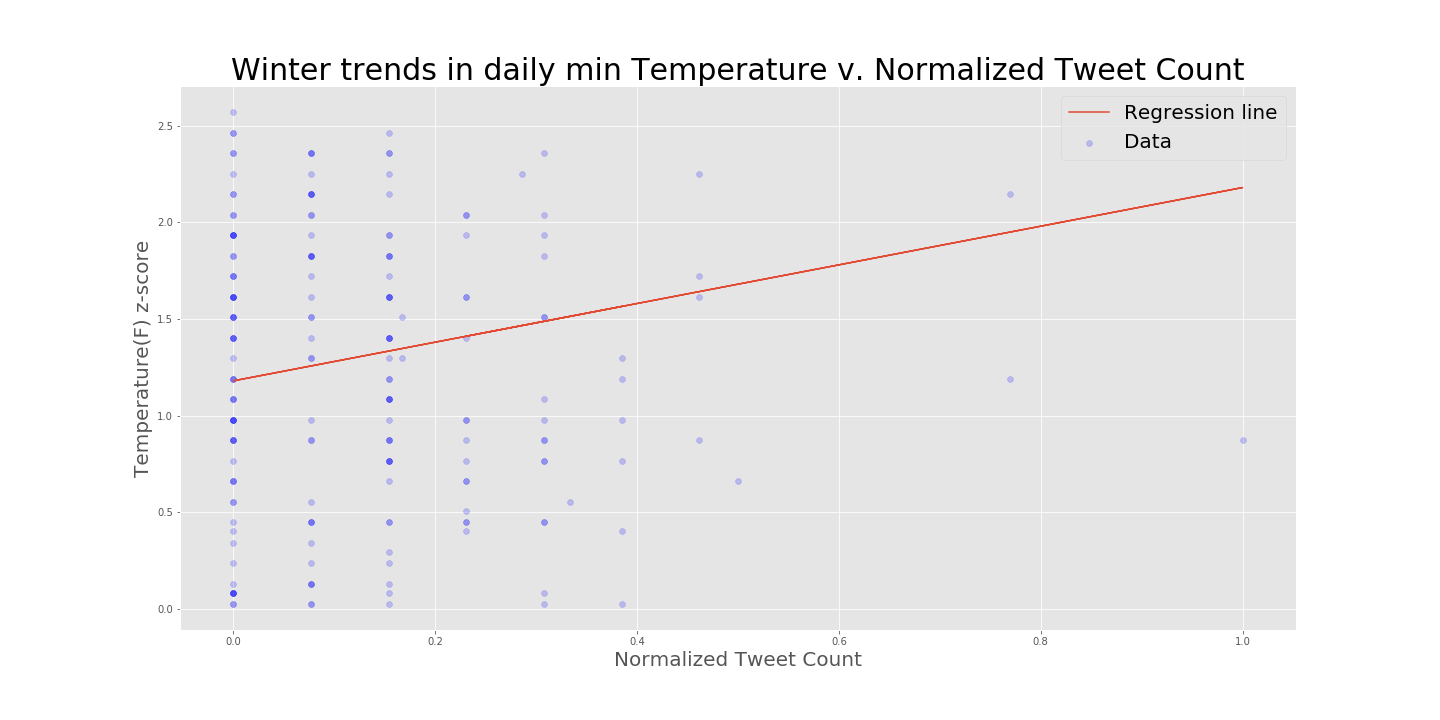 Winter trends in daily min Temperature v. Normalized Tweet Count
Regression line
Data
Temperature(F) z-score
2.5
2.0
1.5
1.0
0.5
0.0
0.0 0.2 0.4 0.6 0.8 1.0
Normalized Tweet Count